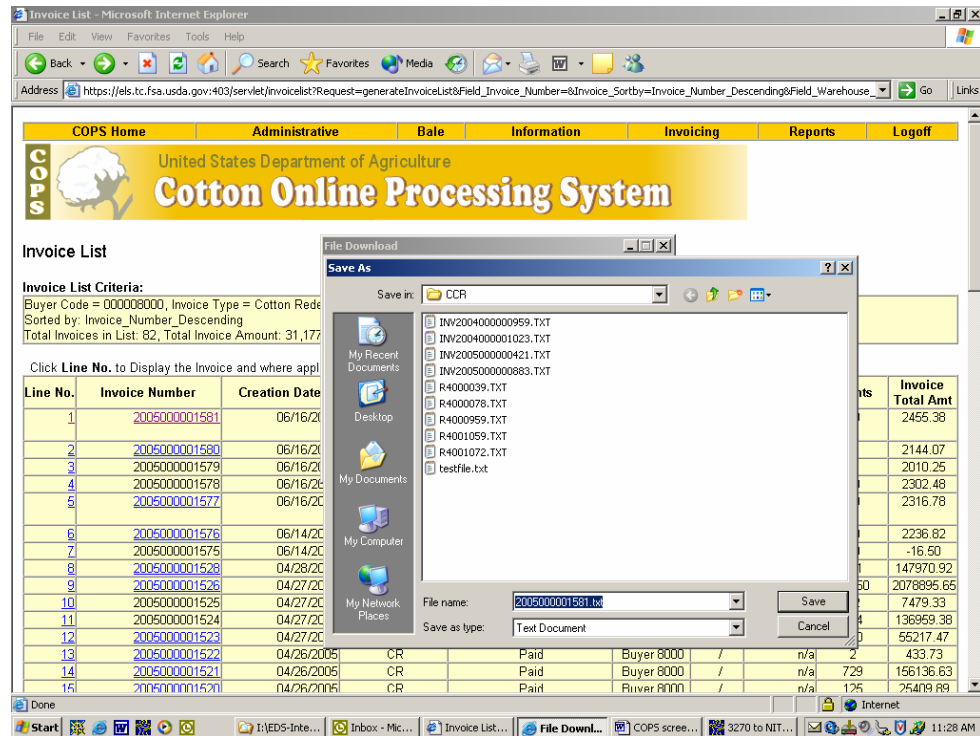 Invoice List - Microsoft Internet Explorer
File Edit View Favorites Tools Help
Back Search Favorites Media
Address https://els.tc.fsa.usda.gov:403/servlet/invoicelist?Request=generateInvoiceList&Field_Invoice_Number=&Invoice_Sortby=Invoice_Number_Descending&Field_Warehouse_ Go Links
COPS Home Administrative Bale Information Invoicing Reports Logoff
COPS
United States Department of Agriculture
Cotton Online Processing System
Invoice List
Invoice List Criteria:
Buyer Code = 000008000, Invoice Type = Cotton Rede
Sorted by: Invoice_Number_Descending
Total Invoices in List: 82, Total Invoice Amount: 31,177
Click Line No. to Display the Invoice and where appl
Line No. Invoice Number Creation Date nts Invoice Total Amt
1 2005000001581 06/16/20 2455.38
2 2005000001580 06/16/20 2144.07
3 2005000001579 06/16/20 2010.25
4 2005000001578 06/16/20 2302.48
5 2005000001577 06/16/20 2316.78
6 2005000001576 06/14/20 2236.82
7 2005000001575 06/14/20 -16.50
8 2005000001528 04/28/20 147970.92
9 2005000001526 04/27/20 50 2078895.65
10 2005000001525 04/27/20 7479.33
11 2005000001524 04/27/20 4 136959.38
12 2005000001523 04/27/20 55217.47
13 2005000001522 04/26/2005 CR Paid Buyer 8000 / n/a 2 433.73
14 2005000001521 04/26/2005 CR Paid Buyer 8000 / n/a 729 156136.63
15 2005000001520 04/26/2005 CR Paid Buyer 8000 / n/a 125 25409.89
File Download
Save As
Save in: CCR
My Recent Documents
Desktop
My Documents
My Computer
My Network Places
INV2004000000959.TXT
INV2004000001023.TXT
INV2005000000421.TXT
INV2005000000883.TXT
R4000039.TXT
R4000078.TXT
R4000959.TXT
R4001059.TXT
R4001072.TXT
testfile.txt
File name: 2005000001581.txt Save
Save as type: Text Document Cancel
Done Internet
Start I:\EDS-Inte... Inbox - Mic... Invoice List... File Downl... COPS scree... 3270 to NIT... 11:28 AM